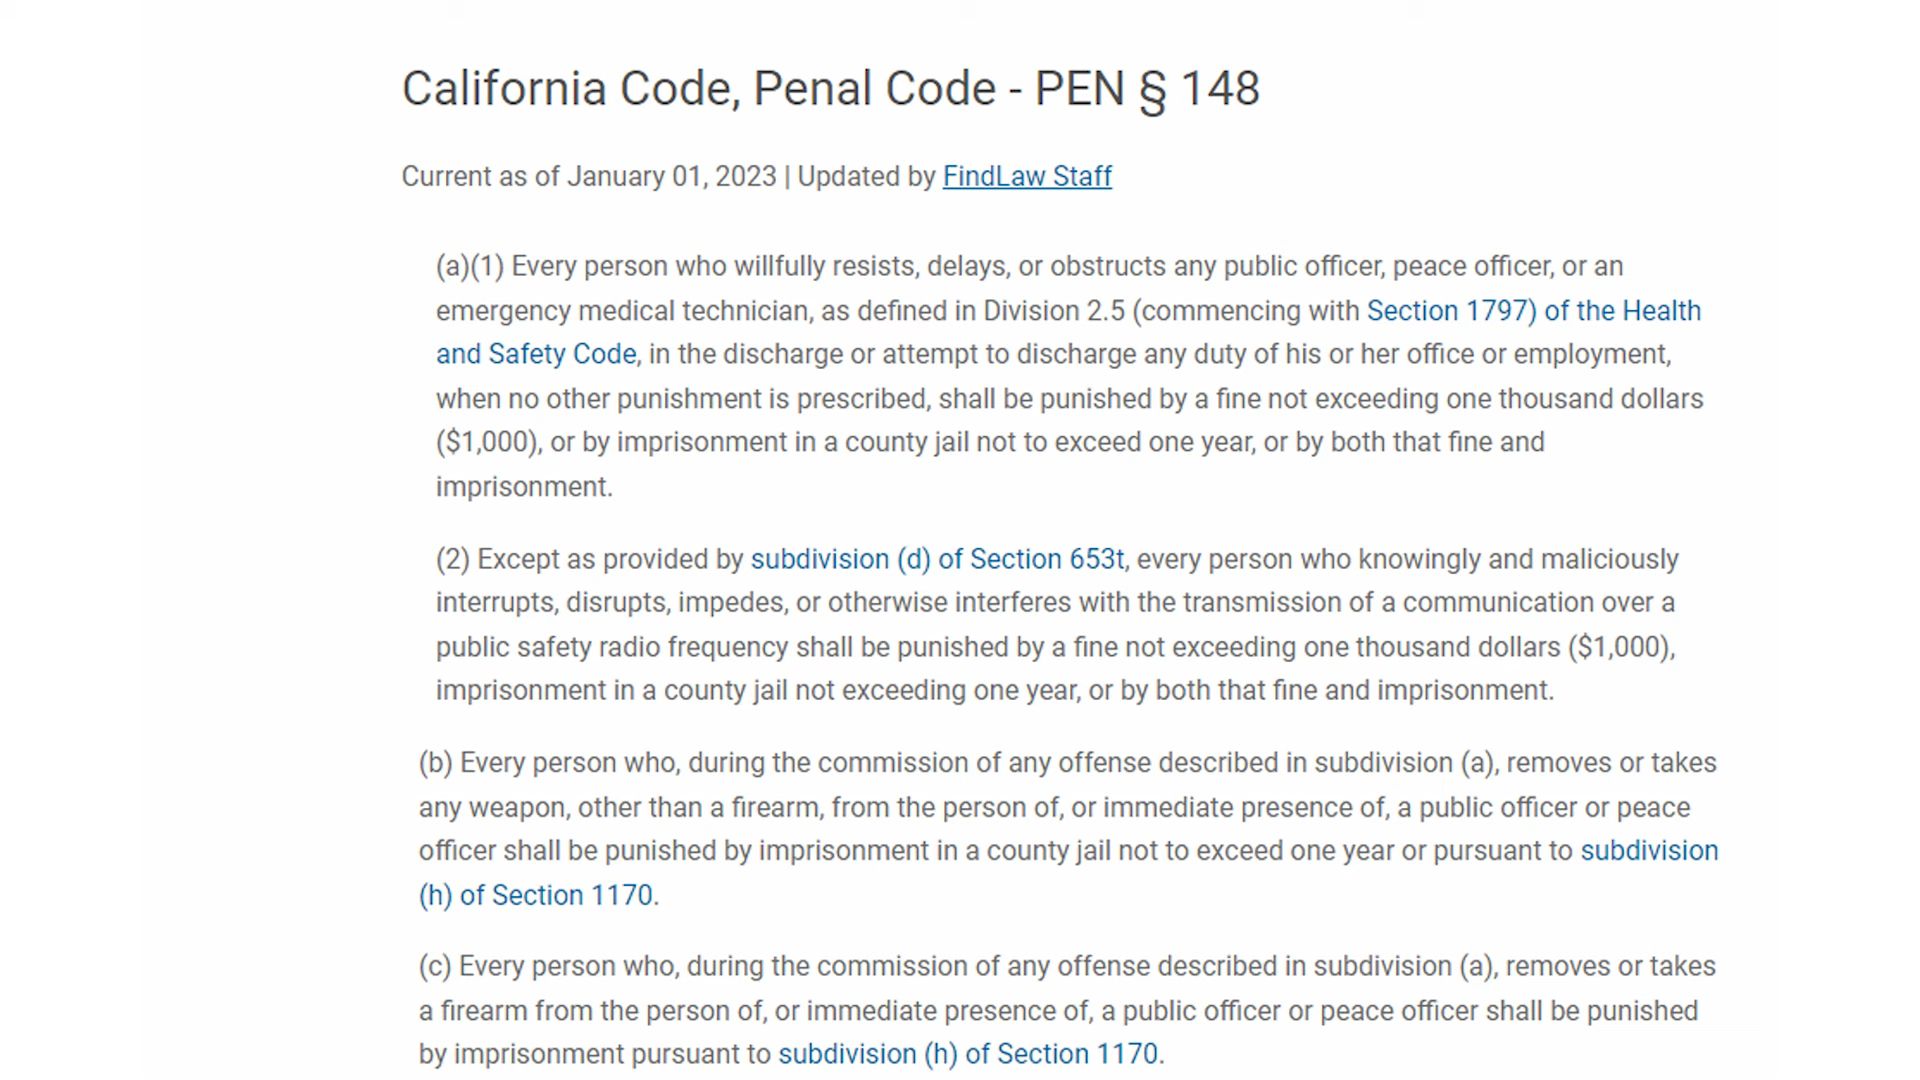 California Code, Penal Code - PEN § 148
Current as of January 01, 2023 | Updated by FindLaw Staff
(a)(1) Every person who willfully resists, delays, or obstructs any public officer, peace officer, or an
emergency medical technician, as defined in Division 2.5 (commencing with Section 1797) of the Health
and Safety Code, in the discharge or attempt to discharge any duty of his or her office or employment,
when no other punishment is prescribed, shall be punished by a fine not exceeding one thousand dollars
($1,000), or by imprisonment in a county jail not to exceed one year, or by both that fine and
imprisonment.
(2) Except as provided by subdivision (d) of Section 653t, every person who knowingly and maliciously
interrupts, disrupts, impedes, or otherwise interferes with the transmission of a communication over a
public safety radio frequency shall be punished by a fine not exceeding one thousand dollars ($1,000),
imprisonment in a county jail not exceeding one year, or by both that fine and imprisonment.
(b) Every person who, during the commission of any offense described in subdivision (a), removes or takes
any weapon, other than a firearm, from the person of, or immediate presence of, a public officer or peace
officer shall be punished by imprisonment in a county jail not to exceed one year or pursuant to subdivision
(h) of Section 1170.
(c) Every person who, during the commission of any offense described in subdivision (a), removes or takes
a firearm from the person of, or immediate presence of, a public officer or peace officer shall be punished
by imprisonment pursuant to subdivision (h) of Section 1170.